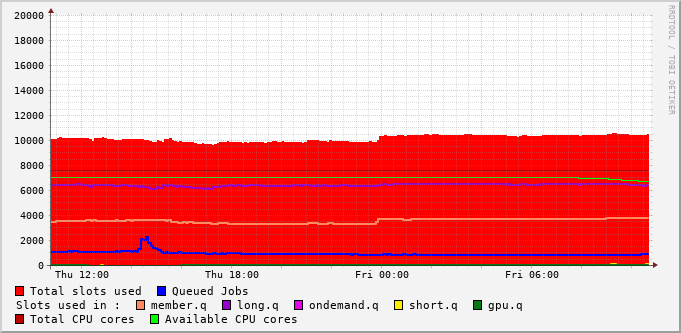 20000
18000
16000
14000
12000
10000
8000
6000
4000
2000
0
Thu 12:00 Thu 18:00 Fri 00:00 Fri 06:00
RRDTOOL / TOBI OETIKER
Total slots used Queued Jobs
Slots used in : member.q long.q ondemand.q short.q gpu.q
Total CPU cores Available CPU cores